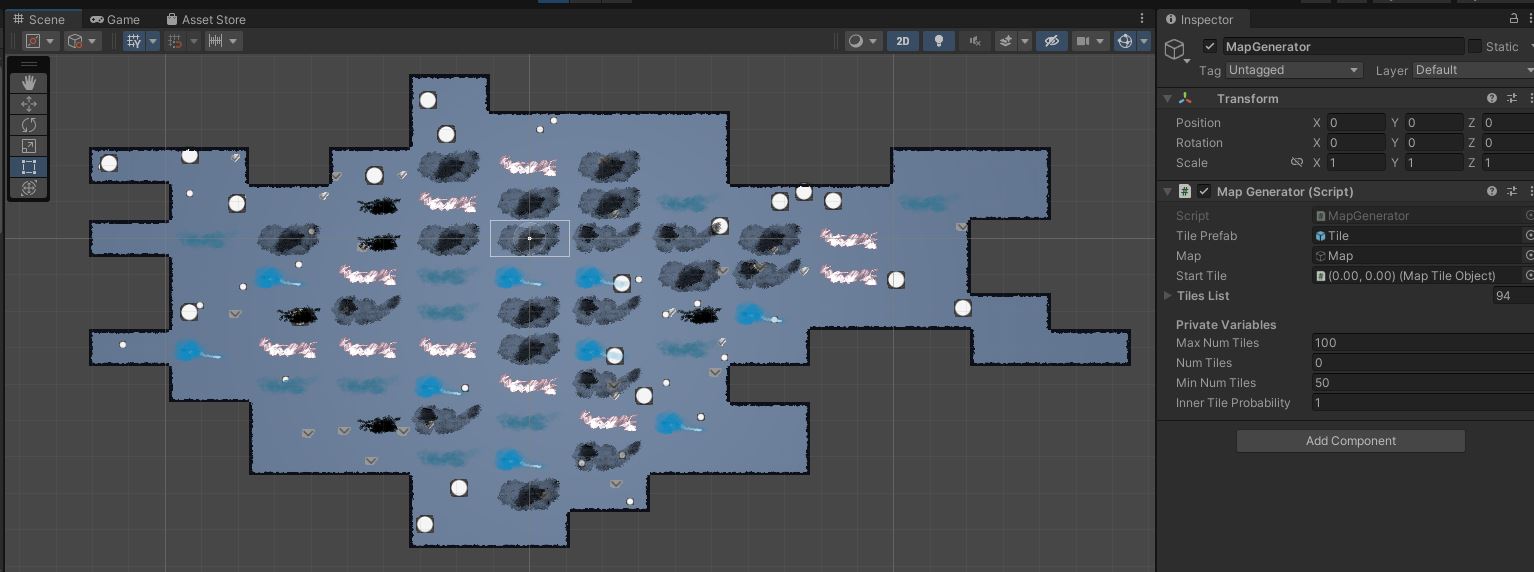 Scene Game Asset Store
2D
Inspector
MapGenerator Static
Tag Untagged Layer Default
Transform
Position X 0 Y 0 Z 0
Rotation X 0 Y 0 Z 0
Scale X 1 Y 1 Z 1
Map Generator (Script)
Script MapGenerator
Tile Prefab Tile
Map Map
Start Tile (0.00, 0.00) (Map Tile Object)
Tiles List 94
Private Variables
Max Num Tiles 100
Num Tiles 0
Min Num Tiles 50
Inner Tile Probability 1
Add Component